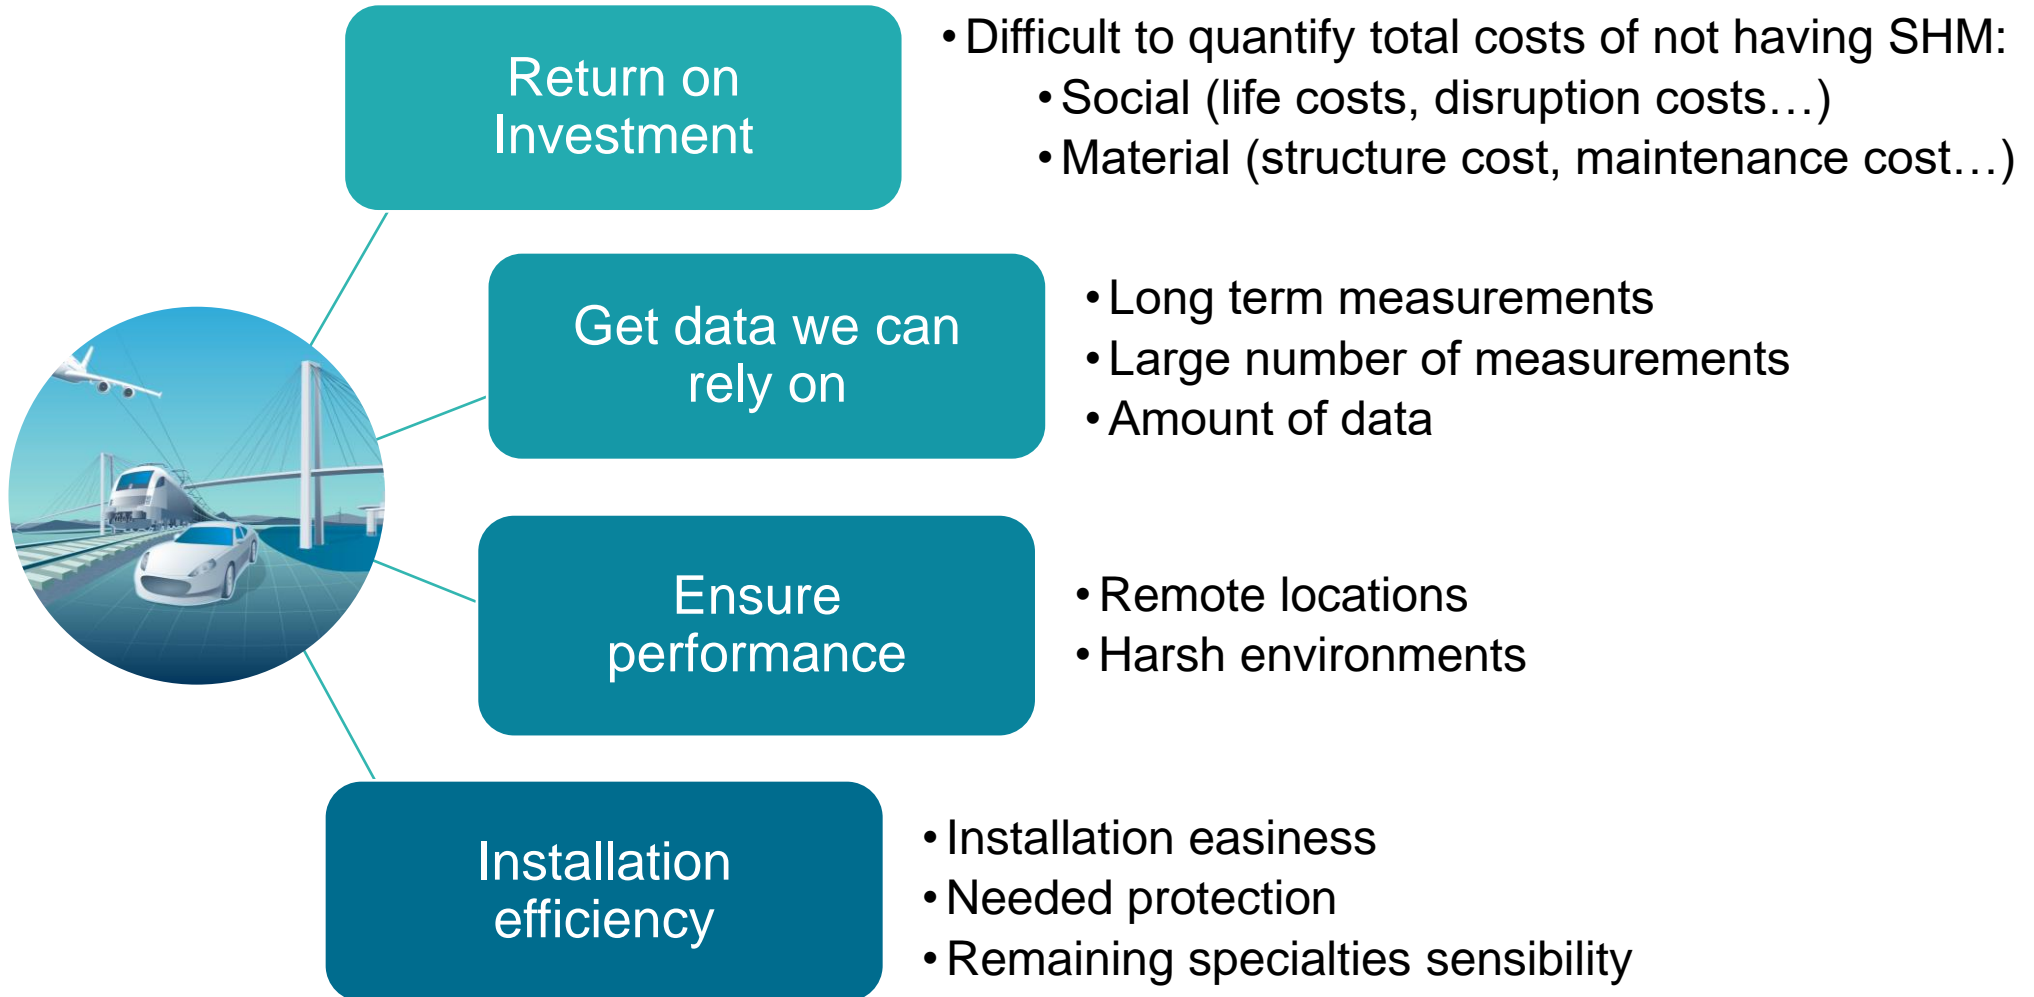 Return on
Investment
• Difficult to quantify total costs of not having SHM:
• Social (life costs, disruption costs…)
• Material (structure cost, maintenance cost…)
Get data we can
rely on
• Long term measurements
• Large number of measurements
• Amount of data
Ensure
performance
• Remote locations
• Harsh environments
Installation
efficiency
• Installation easiness
• Needed protection
• Remaining specialties sensibility